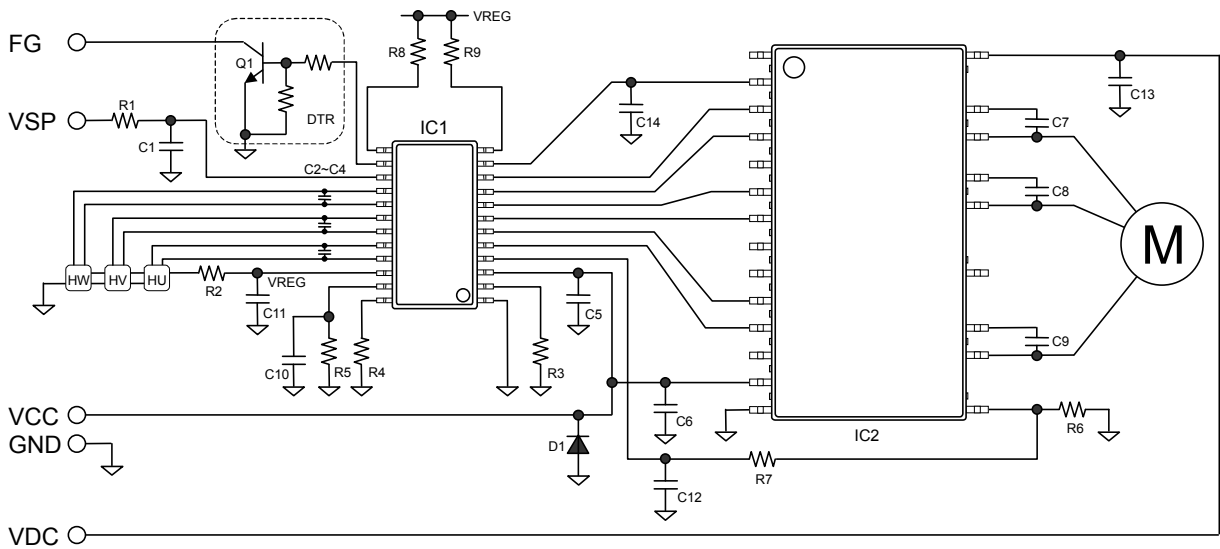 VREG
FG
R8
R9
Q1
DTR
C13
C14
R1
VSP
IC1
C7
C1
C2~C4
C8
M
HW
HV
HU
R2
VREG
C11
C5
C9
C10
R5
R4
R3
VCC
C6
R6
GND
D1
IC2
R7
C12
VDC